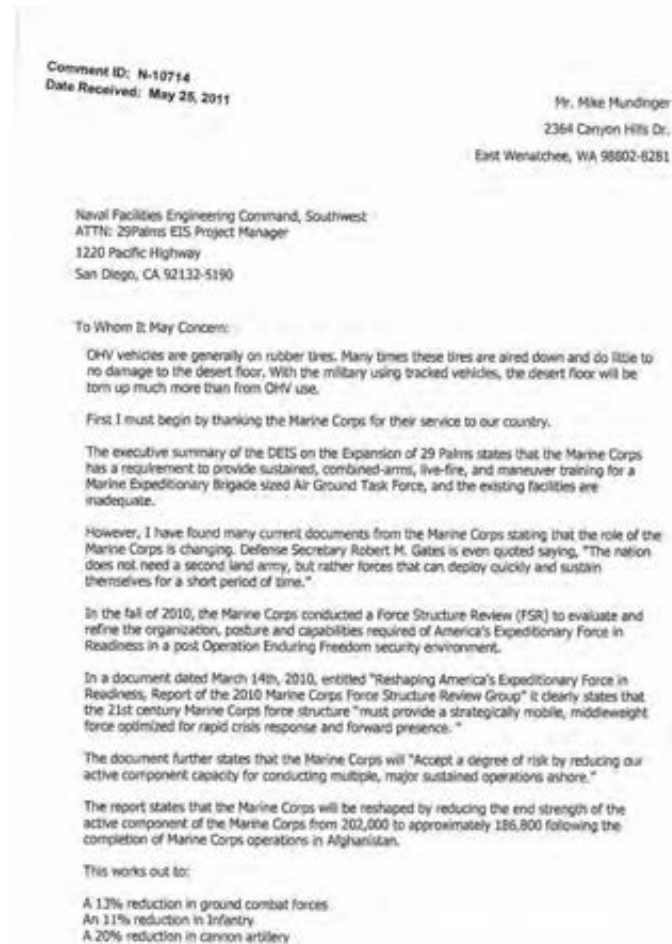 Comment ID: N-10714
Date Received: May 25, 2011
Mr. Mike Mundinger
2364 Canyon Hills Dr.
East Wenatchee, WA 98802-8281
Naval Facilities Engineering Command, Southwest
ATTN: 29Palms EIS Project Manager
1220 Pacific Highway
San Diego, CA 92132-5190
To Whom It May Concern:
OHV vehicles are generally on rubber tires. Many times these tires are aired down and do little to
no damage to the desert floor. With the military using tracked vehicles, the desert floor will be
torn up much more than from OHV use.
First I must begin by thanking the Marine Corps for their service to our country.
The executive summary of the DEIS on the Expansion of 29 Palms states that the Marine Corps
has a requirement to provide sustained, combined-arms, live-fire, and maneuver training for a
Marine Expeditionary Brigade sized Air Ground Task Force, and the existing facilities are
inadequate.
However, I have found many current documents from the Marine Corps stating that the role of the
Marine Corps is changing. Defense Secretary Robert M. Gates is even quoted saying, "The nation
does not need a second land army, but rather forces that can deploy quickly and sustain
themselves for a short period of time."
In the fall of 2010, the Marine Corps conducted a Force Structure Review (FSR) to evaluate and
refine the organization, posture and capabilities required of America's Expeditionary Force in
Readiness in a post Operation Enduring Freedom security environment.
In a document dated March 14th, 2010, entitled "Reshaping America's Expeditionary Force in
Readiness, Report of the 2010 Marine Corps Force Structure Review Group" it clearly states that
the 21st century Marine Corps force structure "must provide a strategically mobile, middleweight
force optimized for rapid crisis response and forward presence. "
The document further states that the Marine Corps will "Accept a degree of risk by reducing our
active component capacity for conducting multiple, major sustained operations ashore."
The report states that the Marine Corps will be reshaped by reducing the end strength of the
active component of the Marine Corps from 202,000 to approximately 186,800 following the
completion of Marine Corps operations in Afghanistan.
This works out to:
A 13% reduction in ground combat forces
An 11% reduction in Infantry
A 20% reduction in cannon artillery